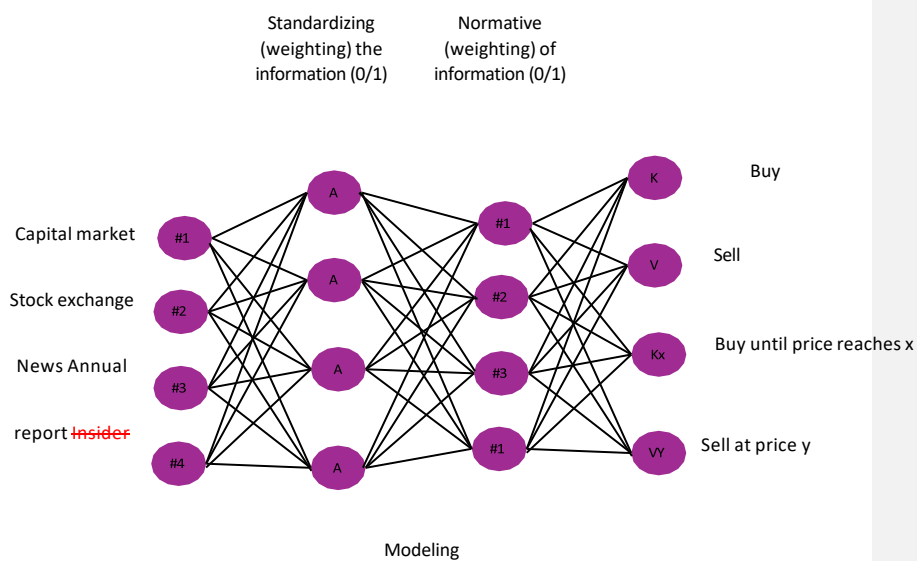 Standardizing
(weighting) the
information (0/1)
Normative
(weighting) of
information (0/1)
Capital market
Stock exchange
News Annual
report Insider
#1
#2
#3
#4
A
A
A
A
#1
#2
#3
#1
K
V
Kx
VY
Buy
Sell
Buy until price reaches x
Sell at price y
Modeling